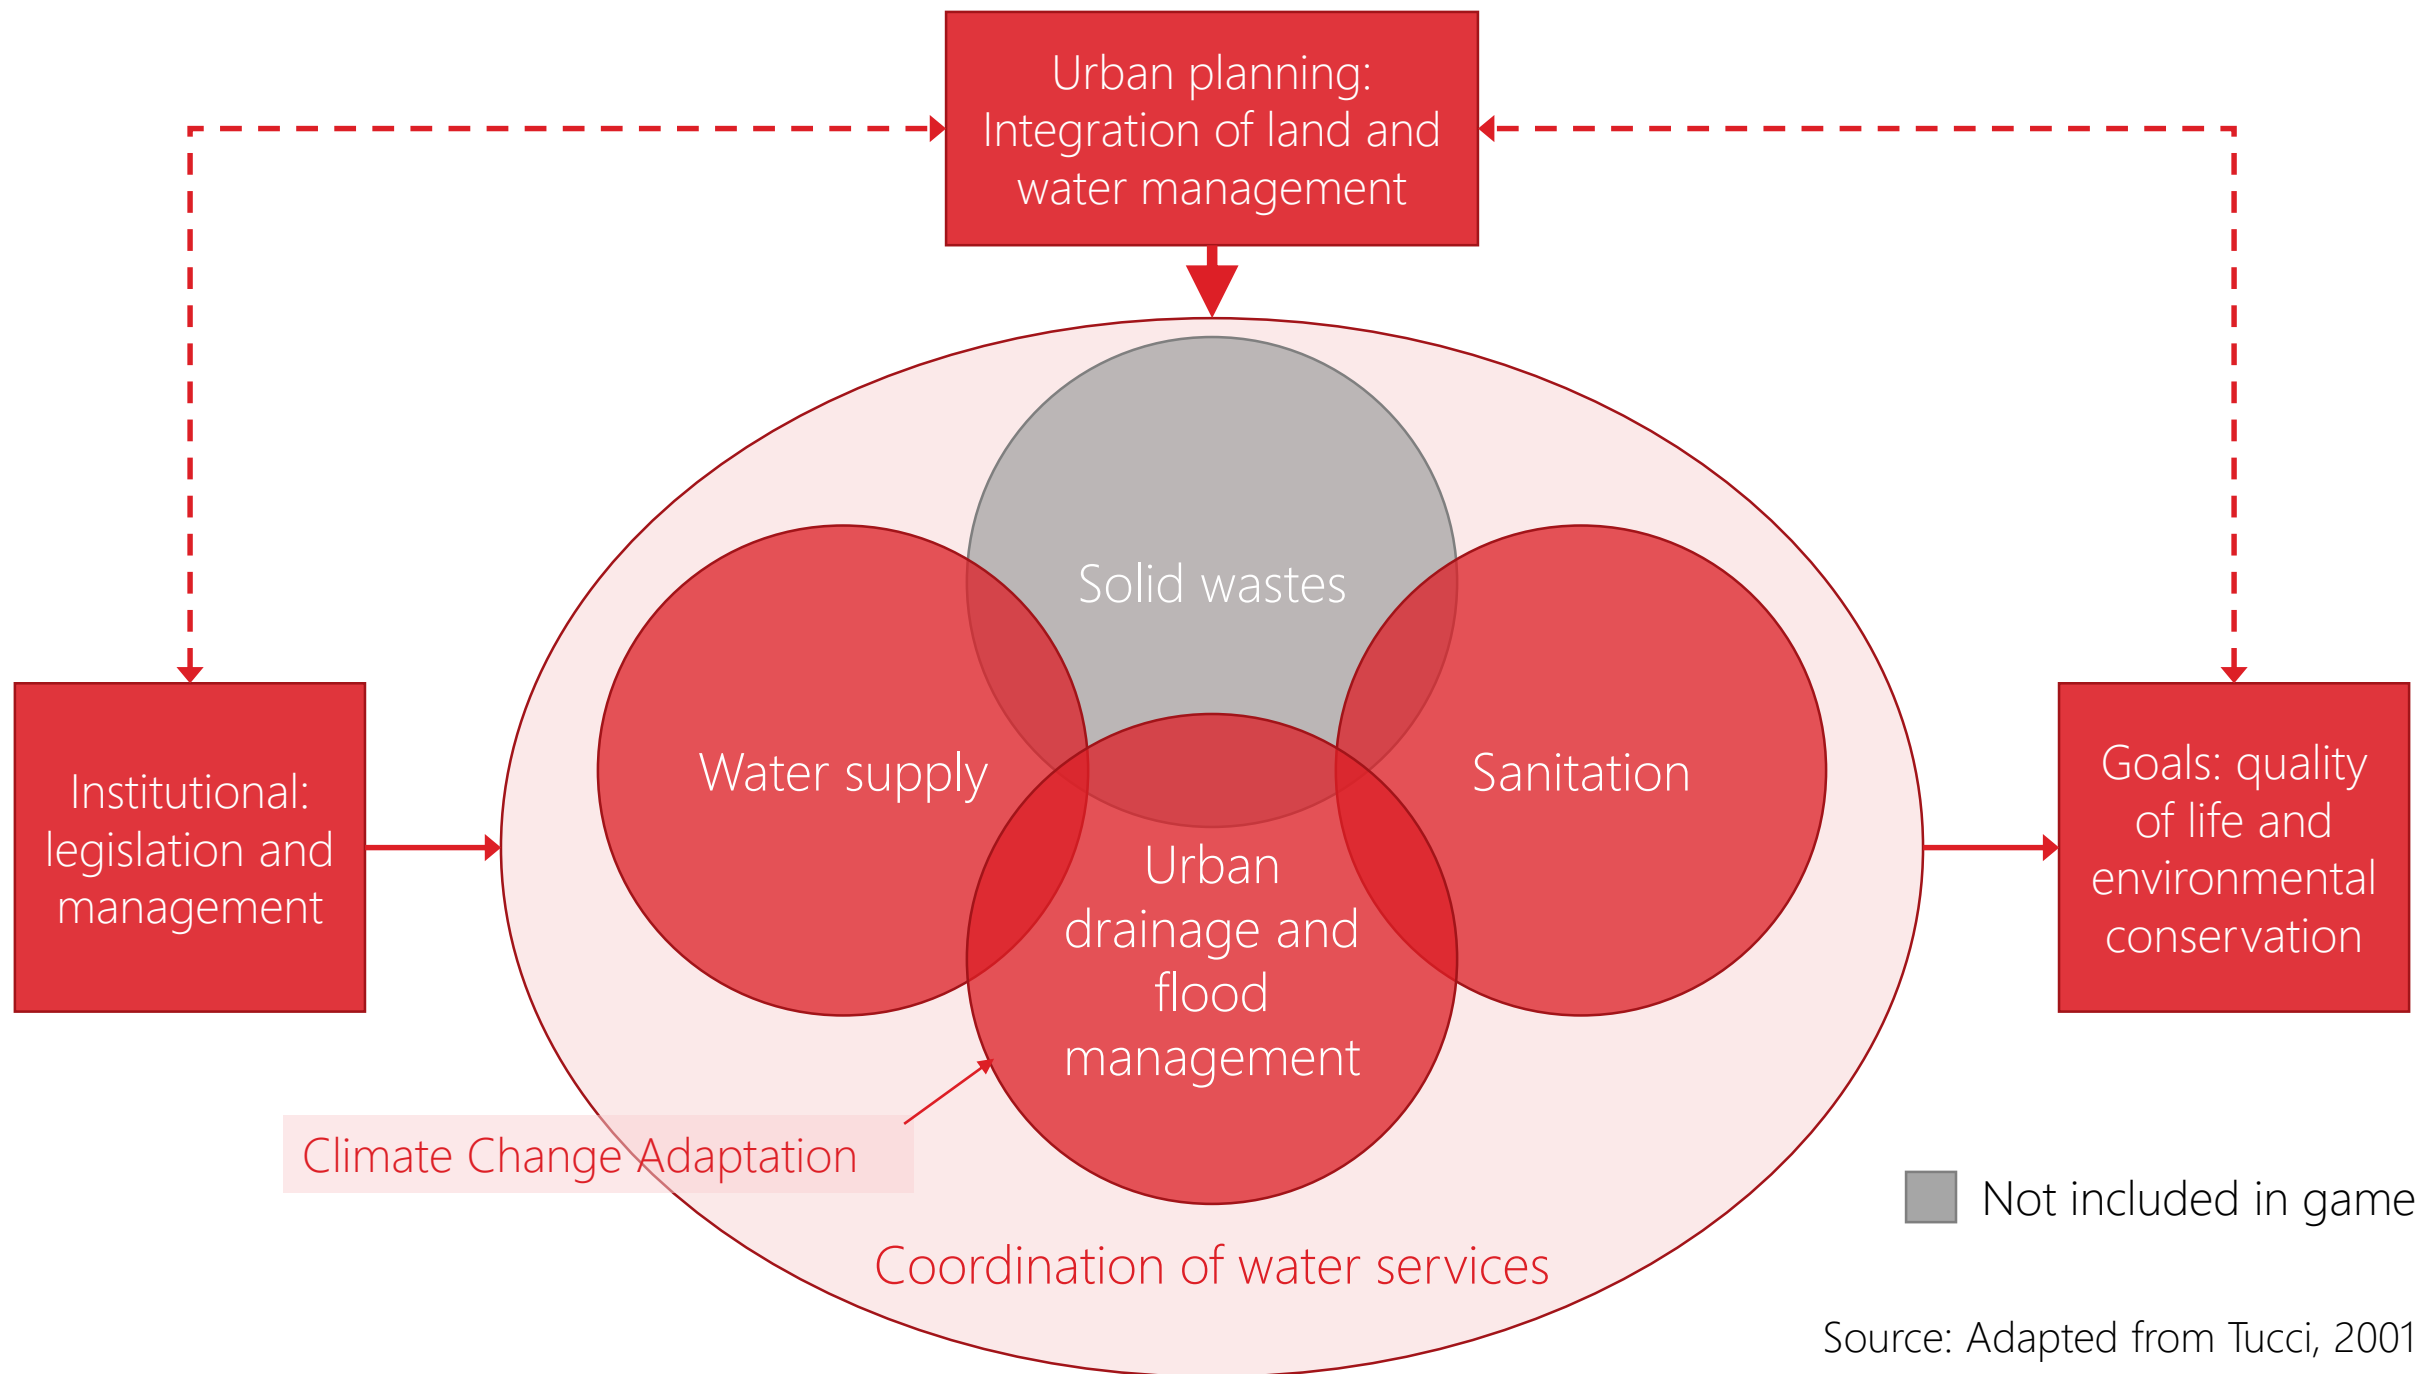 Urban planning:
Integration of land and
water management
Solid wastes
Water supply
Sanitation
Institutional:
legislation and
management
Goals: quality
of life and
environmental
conservation
Urban
drainage and
flood
management
Climate Change Adaptation
Not included in game
Coordination of water services
Source: Adapted from Tucci, 2001